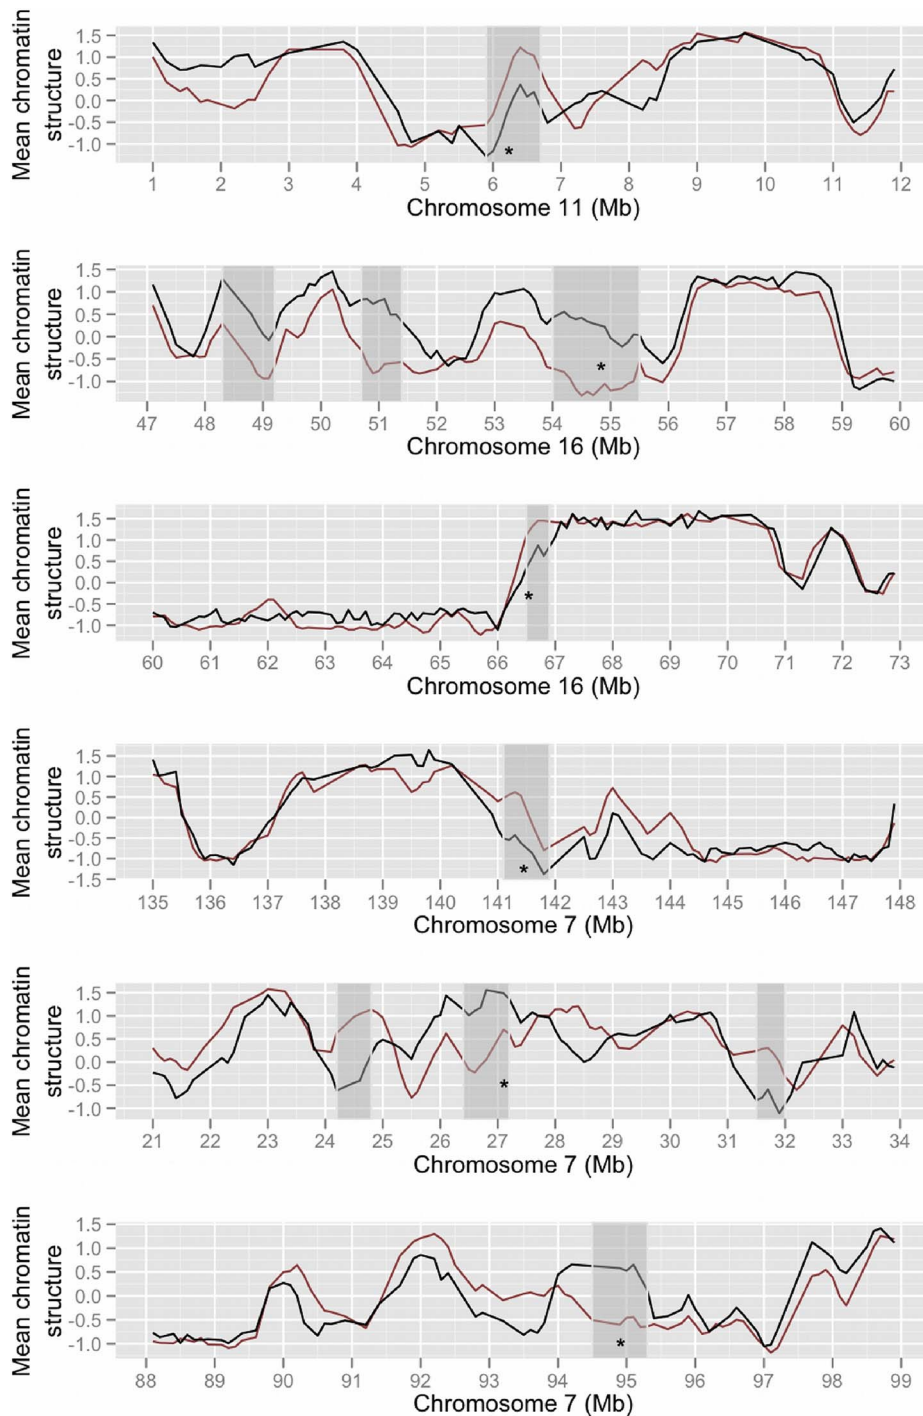 Mean chromatin
structure
1.5
1.0
0.5
0.0
-0.5
-1.0
*
1 2 3 4 5 6 7 8 9 10 11 12
Chromosome 11 (Mb)
Mean chromatin
structure
1.5
1.0
0.5
0.0
-0.5
-1.0
*
47 48 49 50 51 52 53 54 55 56 57 58 59 60
Chromosome 16 (Mb)
Mean chromatin
structure
1.5
1.0
0.5
0.0
-0.5
-1.0
*
60 61 62 63 64 65 66 67 68 69 70 71 72 73
Chromosome 16 (Mb)
Mean chromatin
structure
1.5
1.0
0.5
0.0
-0.5
-1.0
-1.5
*
135 136 137 138 139 140 141 142 143 144 145 146 147 148
Chromosome 7 (Mb)
Mean chromatin
structure
1.5
1.0
0.5
0.0
-0.5
-1.0
*
21 22 23 24 25 26 27 28 29 30 31 32 33 34
Chromosome 7 (Mb)
Mean chromatin
structure
1.5
1.0
0.5
0.0
-0.5
-1.0
*
88 89 90 91 92 93 94 95 96 97 98 99
Chromosome 7 (Mb)